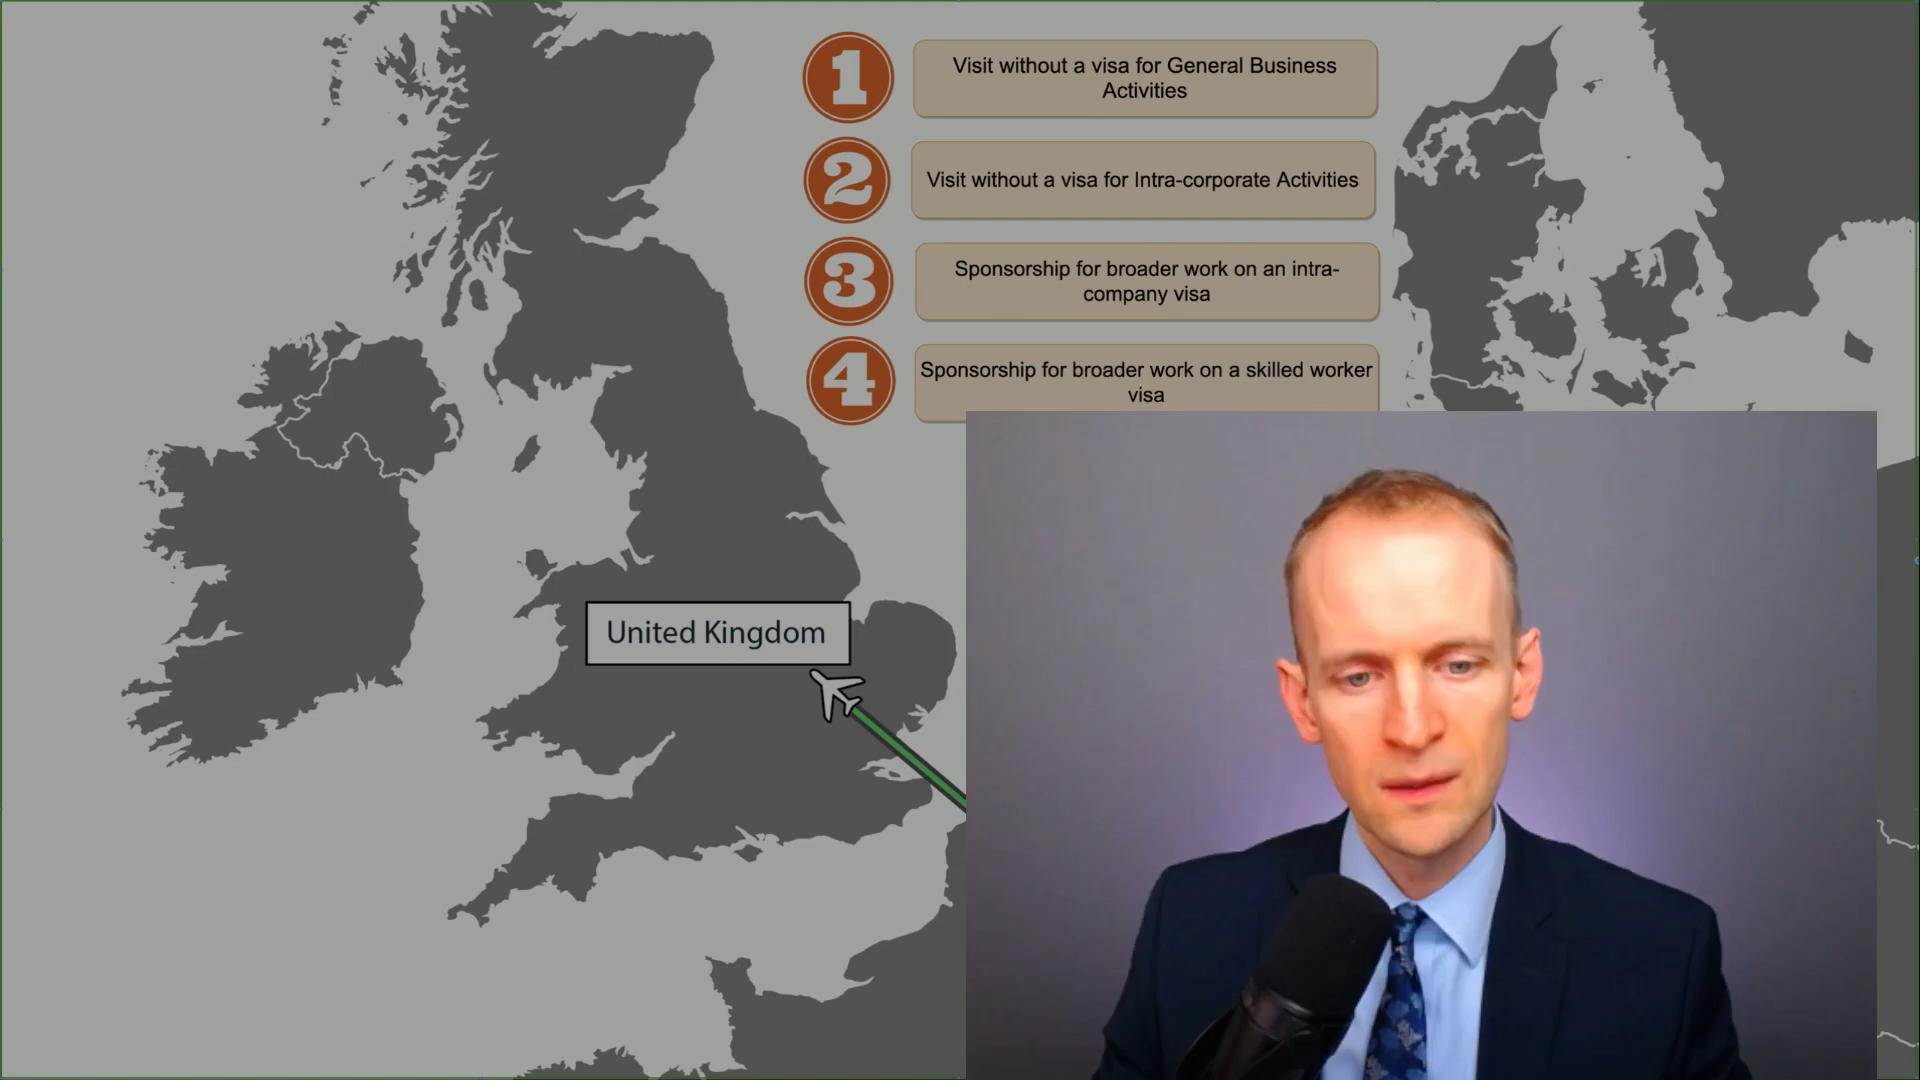 1
Visit without a visa for General Business
Activities
2
Visit without a visa for Intra-corporate Activities
3
Sponsorship for broader work on an intra-
company visa
4
Sponsorship for broader work on a skilled worker
visa
United Kingdom